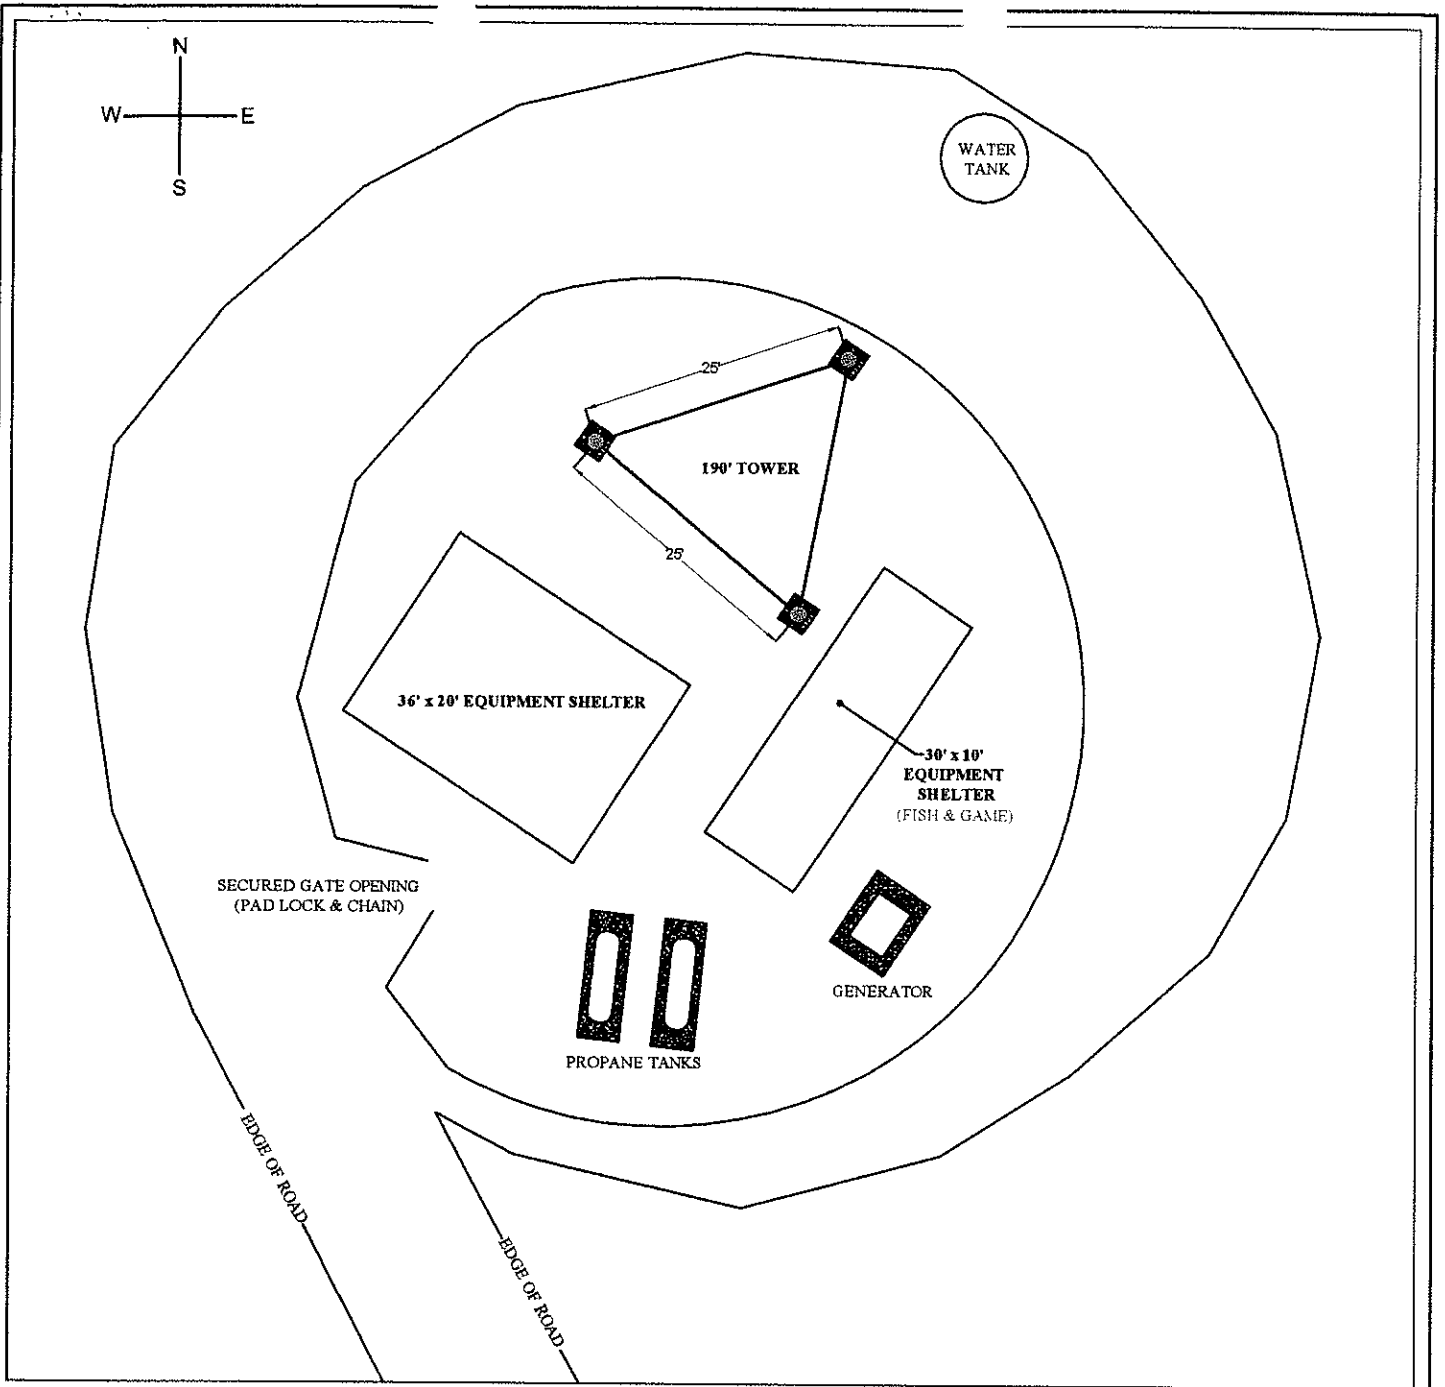 N
W E
S
WATER
TANK
25'
190' TOWER
25'
36' x 20' EQUIPMENT SHELTER
30' x 10'
EQUIPMENT
SHELTER
(FISH & GAME)
SECURED GATE OPENING
(PAD LOCK & CHAIN)
GENERATOR
PROPANE TANKS
EDGE OF ROAD
EDGE OF ROAD